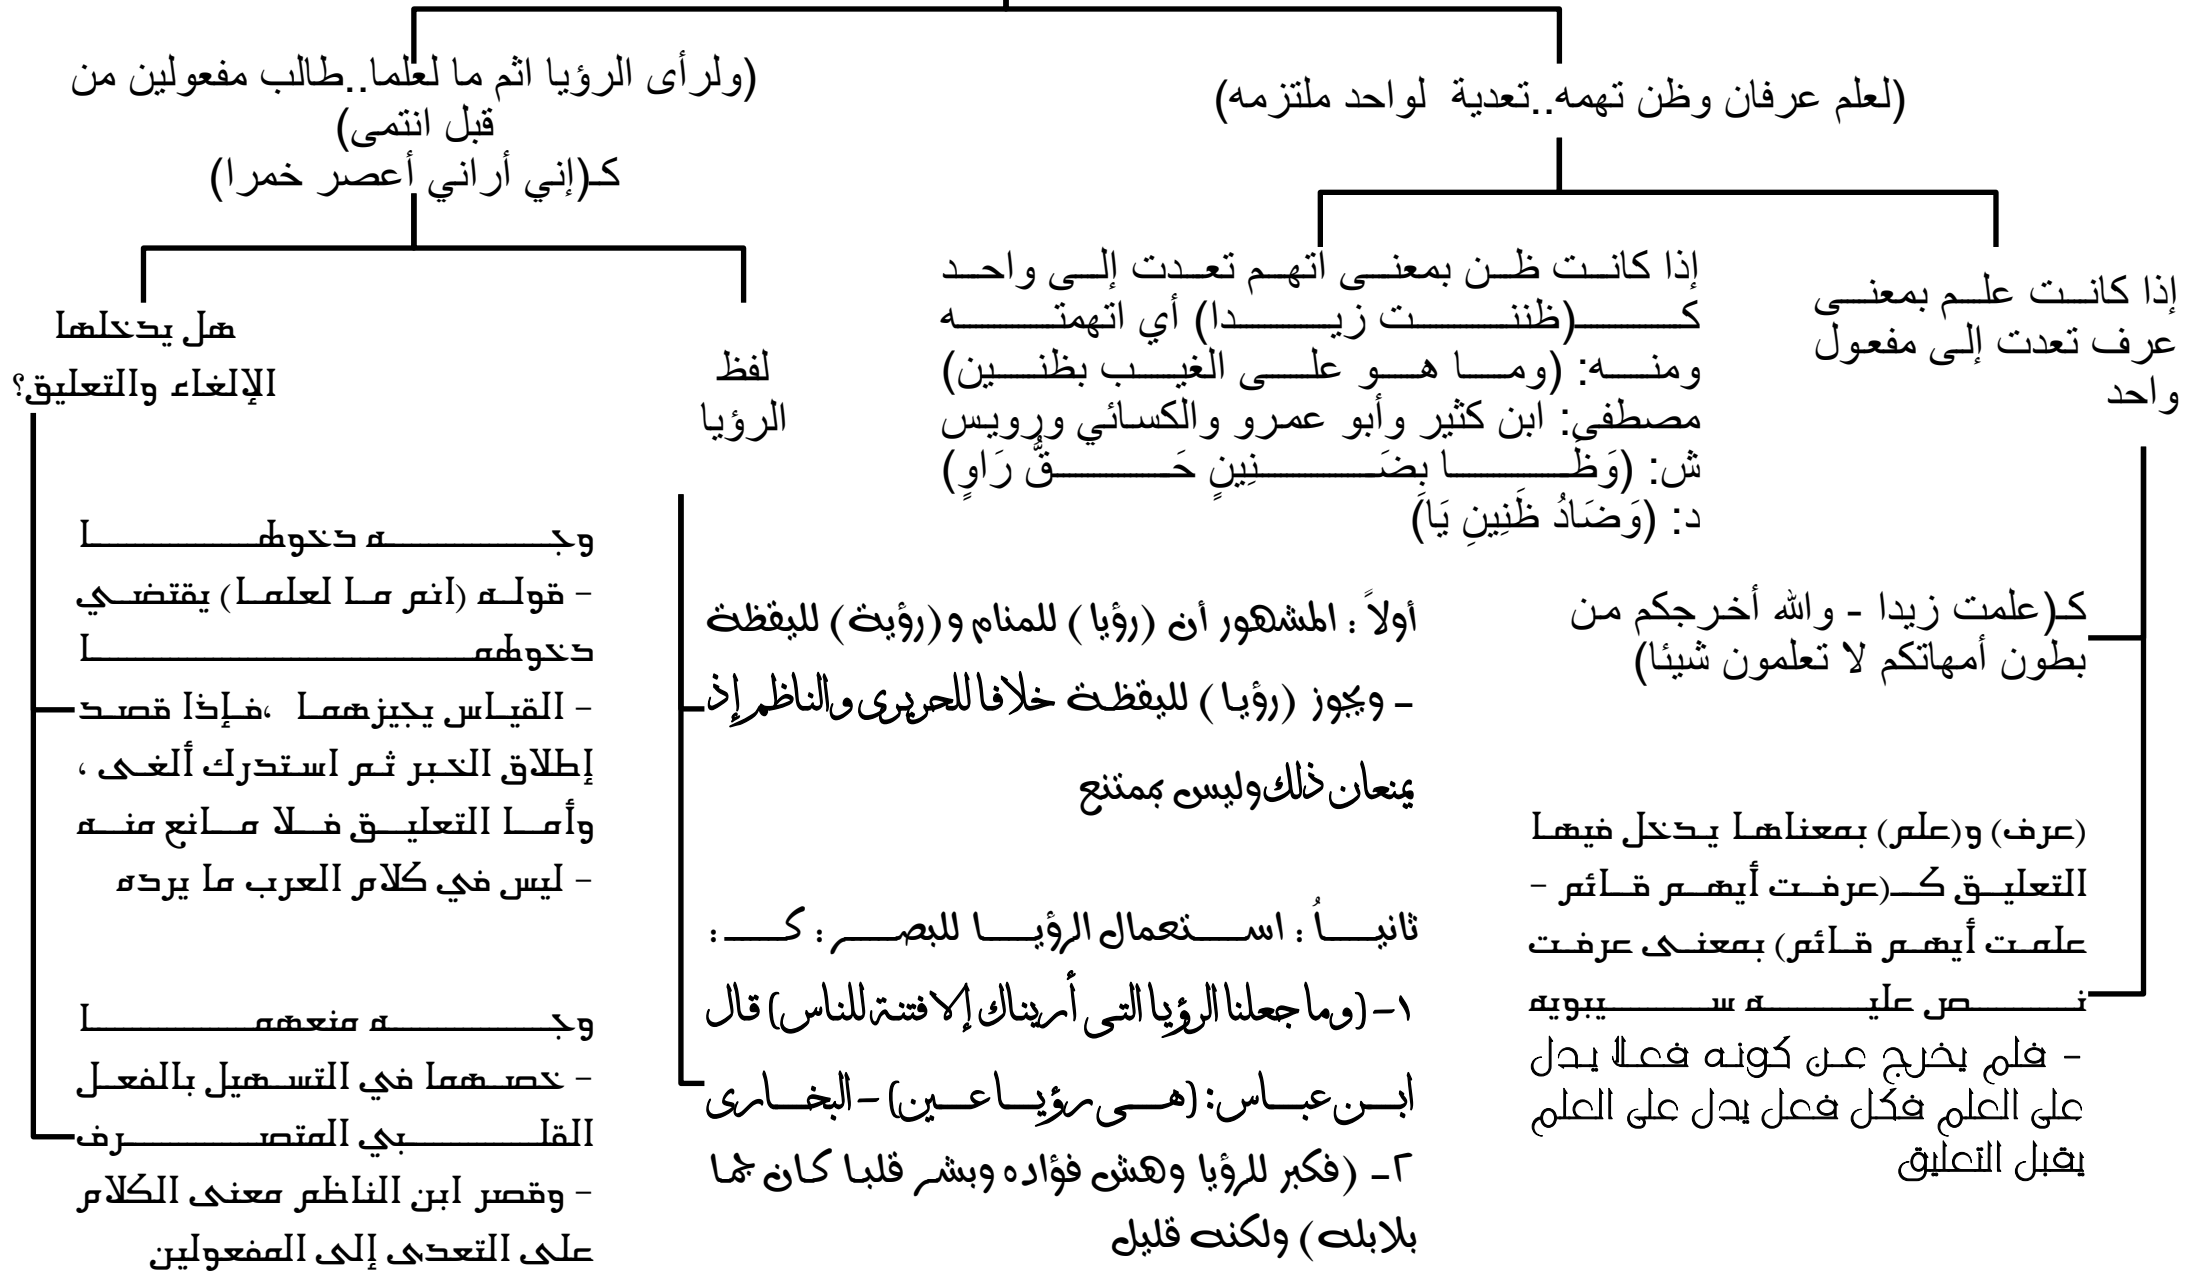 (لعلم عرفان وظن تهمه..تعدية لواحد ملتزمه)
إذا كانت علم بمعنى
عرف تعدت إلى مفعول
واحد
كـ(علمت زيدا - والله أخرجكم من
بطون أمهاتكم لا تعلمون شيئا)
(عرف) و(علم) بمعناها يدخل فيها
التعليق كـ(عرفت أيهم قائم -
علمت أيهم قائم) بمعنى عرفت
نص عليه سيبويه
- فلم يخرج عن كونه فعلا يدل
على العلم فكل فعل يدل على العلم
يقبل التعليق
إذا كانت ظن بمعنى اتهم تعدت إلى واحد
كـ(ظننت زيدا) أي اتهمته
ومنه: (وما هو على الغيب بظنين)
مصطفى: ابن كثير وأبو عمرو والكسائي ورويس
ش: (وَظَا بِضَنِينٍ حَقُّ رَاوٍ)
د: (وَضَادُ ظَنِينِ يَا)
(ولرأى الرؤيا اثم ما لعلما..طالب مفعولين من
قبل انتمى)
كـ(إني أراني أعصر خمرا)
لفظ
الرؤيا
أولاً : المشهور أن (رؤيا) للمنام و(رؤية) لليقظة
- ويجوز (رؤيا) لليقظة خلافا للحريرى والناظم إذ
يمنعان ذلك وليس بممتنع
ثانياً : استعمال الرؤيا للبصر : كـ :
١- (وما جعلنا الرؤيا التى أريناك إلا فتنة للناس) قال
ابن عباس: (هى رؤيا عين) - البخارى
٢- (فكبر للرؤيا وهش فؤاده وبشر قلبا كان جما
بلابله) ولكنه قليل
هل يدخلها
الإلغاء والتعليق؟
وجه دخولها
- قوله (انم ما لعلما) يقتضي
دخولهما
- القياس يجيزهما ،فإذا قصد
إطلاق الخبر ثم استدرك ألغى ،
وأما التعليق فلا مانع منه
- ليس في كلام العرب ما يرده
وجه منعهما
- خصهما في التسهيل بالفعل
القلبي المتصرف
- وقصر ابن الناظم معنى الكلام
على التعدى إلى المفعولين